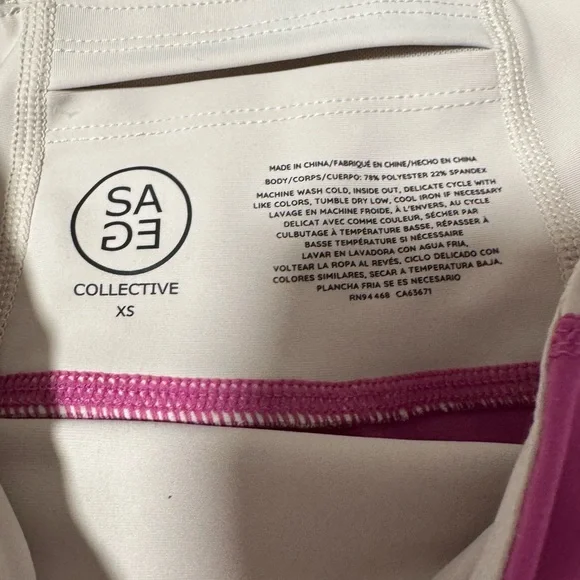 SA
GE
COLLECTIVE
XS
MADE IN CHINA/FABRIQUÉ EN CHINE/HECHO EN CHINA
BODY/CORPS/CUERPO: 78% POLYESTER 22% SPANDEX
MACHINE WASH COLD, INSIDE OUT, DELICATE CYCLE WITH
LIKE COLORS, TUMBLE DRY LOW, COOL IRON IF NECESSARY
LAVAGE EN MACHINE FROIDE, À L'ENVERS, AU CYCLE
DELICAT AVEC COMME COULEUR, SÉCHER PAR
CULBUTAGE À TEMPÉRATURE BASSE, RÉPASSER À
BASSE TEMPÉRATURE SI NÉCESSAIRE
LAVAR EN LAVADORA CON AGUA FRIA,
VOLTEAR LA ROPA AL REVÉS, CICLO DELICADO CON
COLORES SIMILARES, SECAR A TEMPERATURA BAJA,
PLANCHA FRIA SE ES NECESARIO
RN94468 CA63671